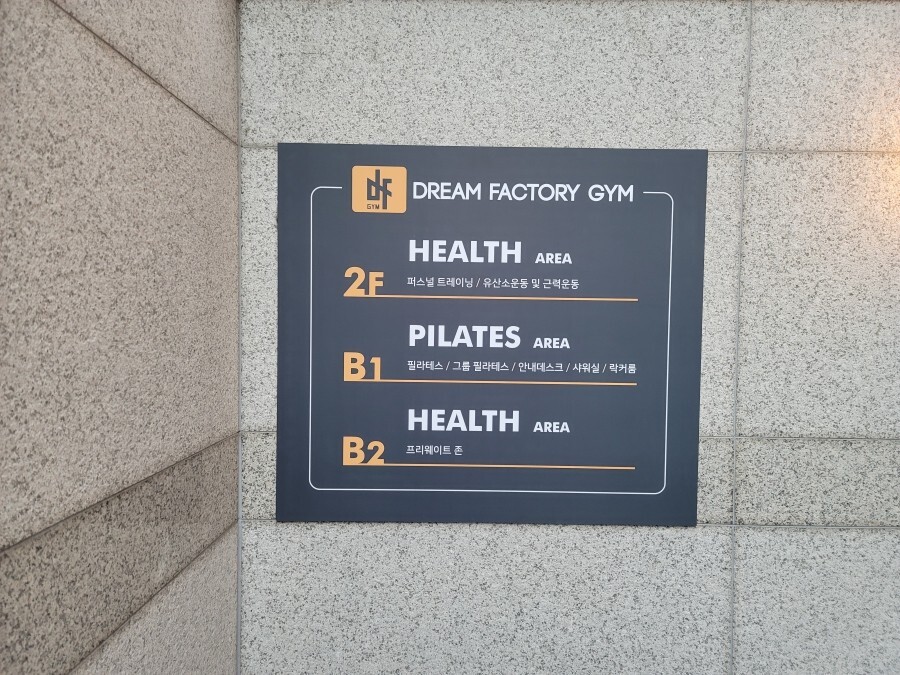 DF
GYM
DREAM FACTORY GYM
HEALTH AREA
2F
퍼스널 트레이닝 / 유산소운동 및 근력운동
PILATES AREA
B1
필라테스 / 그룹 필라테스 / 안내데스크 / 샤워실 / 락커룸
HEALTH AREA
B2
프리웨이트 존